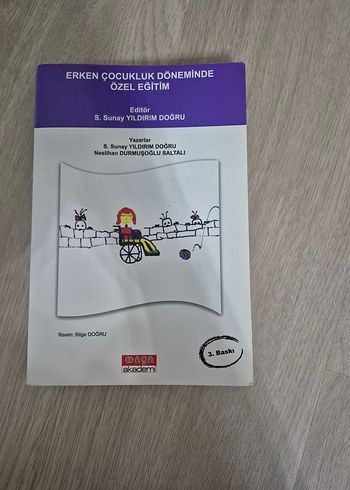 ERKEN ÇOCUKLUK DÖNEMİNDE
ÖZEL EĞİTİM
Editör
S. Sunay YILDIRIM DOĞRU
Yazarlar
S. Sunay YILDIRIM DOĞRU
Neslihan DURMUŞOĞLU SALTALI
Resim: Bilge DOĞRU
maya
akademi
3. Baskı